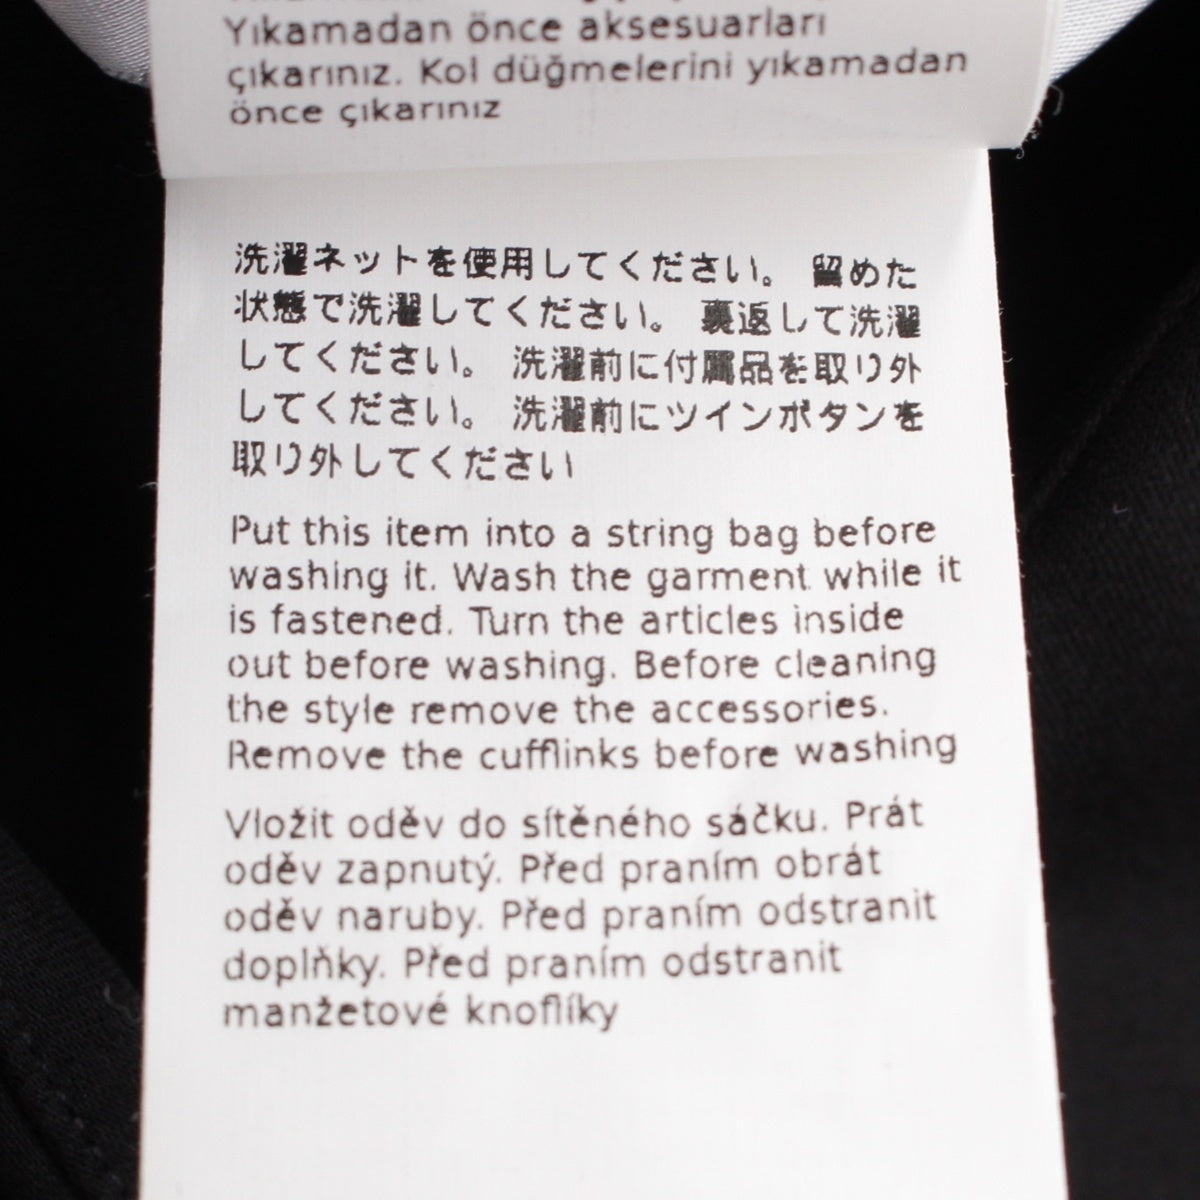 Yıkamadan önce aksesuarları
çıkarınız. Kol düğmelerini yıkamadan
önce çıkarınız
洗濯ネットを使用してください。 留めた
状態で洗濯してください。 裏返して洗濯
してください。 洗濯前に付属品を取り外
してください。 洗濯前にツインボタンを
取り外してください
Put this item into a string bag before
washing it. Wash the garment while it
is fastened. Turn the articles inside
out before washing. Before cleaning
the style remove the accessories.
Remove the cufflinks before washing
Vložit oděv do sítěného sáčku. Prát
oděv zapnutý. Před praním obrát
oděv naruby. Před praním odstranit
doplňky. Před praním odstranit
manžetové knoflíky